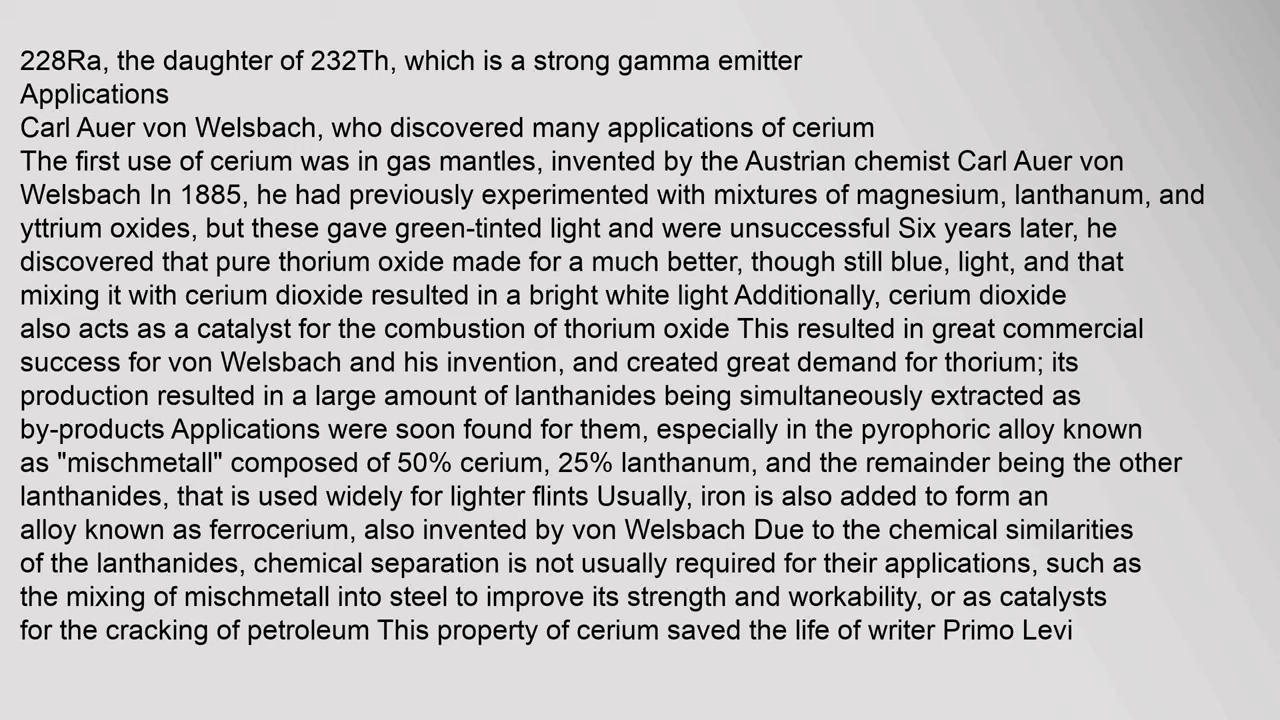 228Ra, the daughter of 232Th, which is a strong gamma emitter
Applications
Carl Auer von Welsbach, who discovered many applications of cerium
The first use of cerium was in gas mantles, invented by the Austrian chemist Carl Auer von
Welsbach In 1885, he had previously experimented with mixtures of magnesium, lanthanum, and
yttrium oxides, but these gave green-tinted light and were unsuccessful Six years later, he
discovered that pure thorium oxide made for a much better, though still blue, light, and that
mixing it with cerium dioxide resulted in a bright white light Additionally, cerium dioxide
also acts as a catalyst for the combustion of thorium oxide This resulted in great commercial
success for von Welsbach and his invention, and created great demand for thorium; its
production resulted in a large amount of lanthanides being simultaneously extracted as
by-products Applications were soon found for them, especially in the pyrophoric alloy known
as "mischmetall" composed of 50% cerium, 25% lanthanum, and the remainder being the other
lanthanides, that is used widely for lighter flints Usually, iron is also added to form an
alloy known as ferrocerium, also invented by von Welsbach Due to the chemical similarities
of the lanthanides, chemical separation is not usually required for their applications, such as
the mixing of mischmetall into steel to improve its strength and workability, or as catalysts
for the cracking of petroleum This property of cerium saved the life of writer Primo Levi